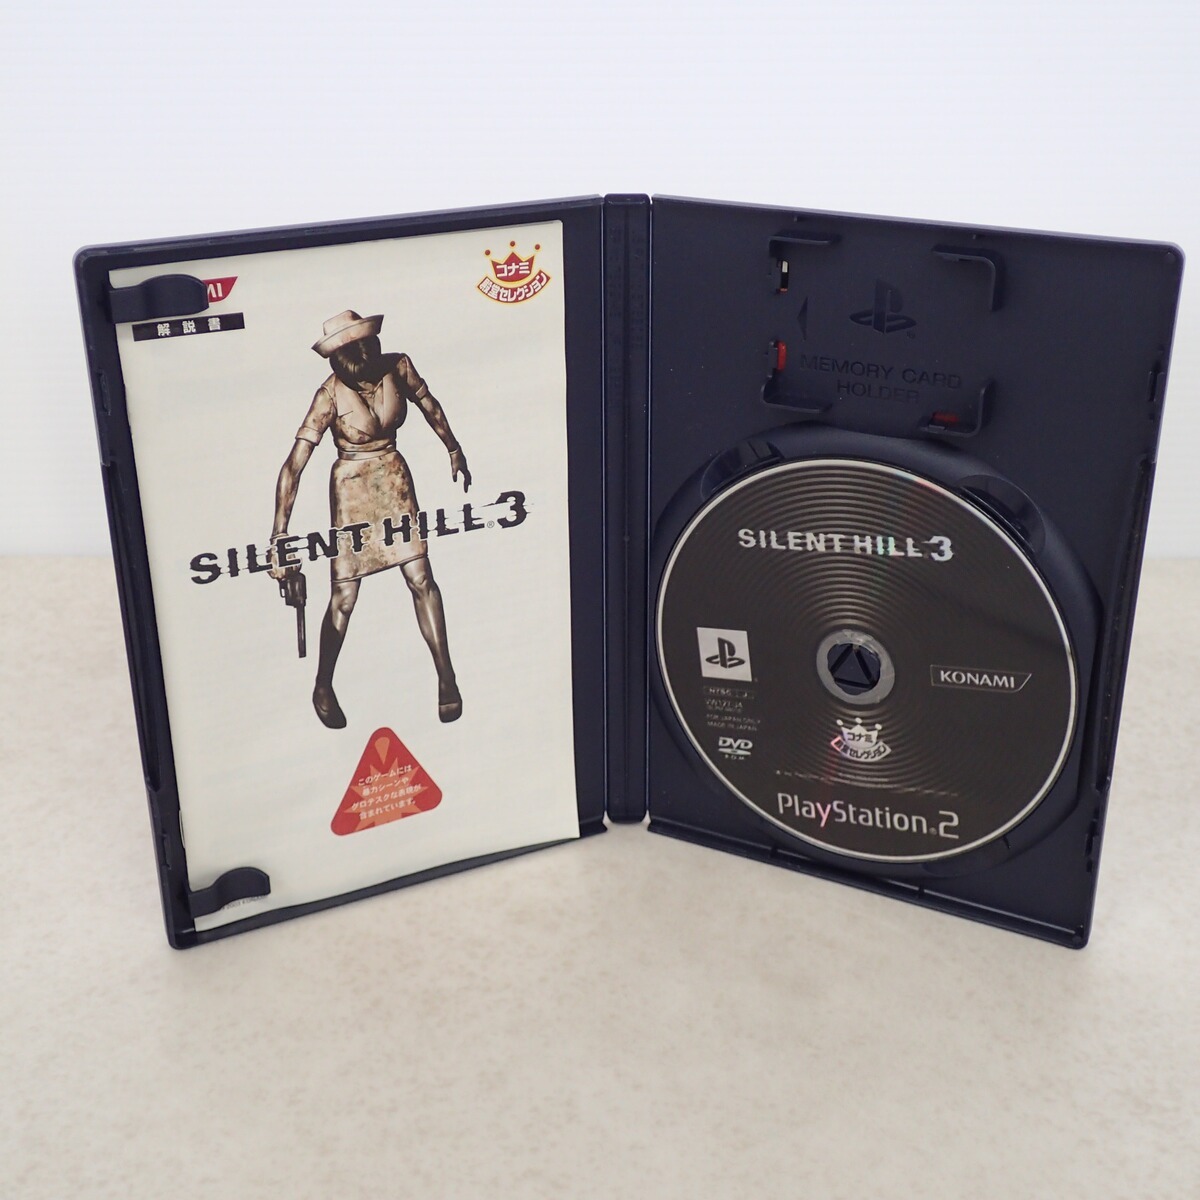 MI
解説書
コナミ
殿堂セレクション
SILENT HILL® 3
このゲームには
暴力シーンや
グロテスクな表現が
含まれています。
MEMORY CARD
HOLDER
SILENT HILL 3
KONAMI
FOR JAPAN ONLY
MADE IN JAPAN
DVD
ROM
コナミ
殿堂セレクション
PlayStation®2